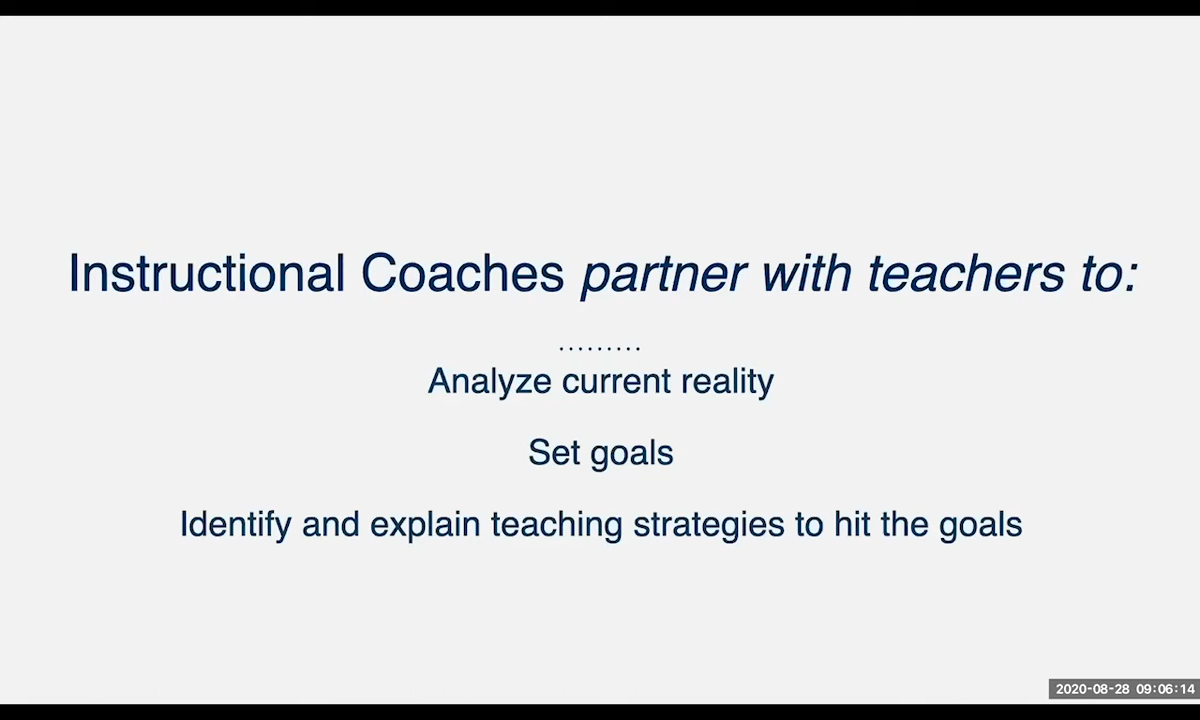 Instructional Coaches partner with teachers to:
.........
Analyze current reality
Set goals
Identify and explain teaching strategies to hit the goals
2020-08-28 09:06:14